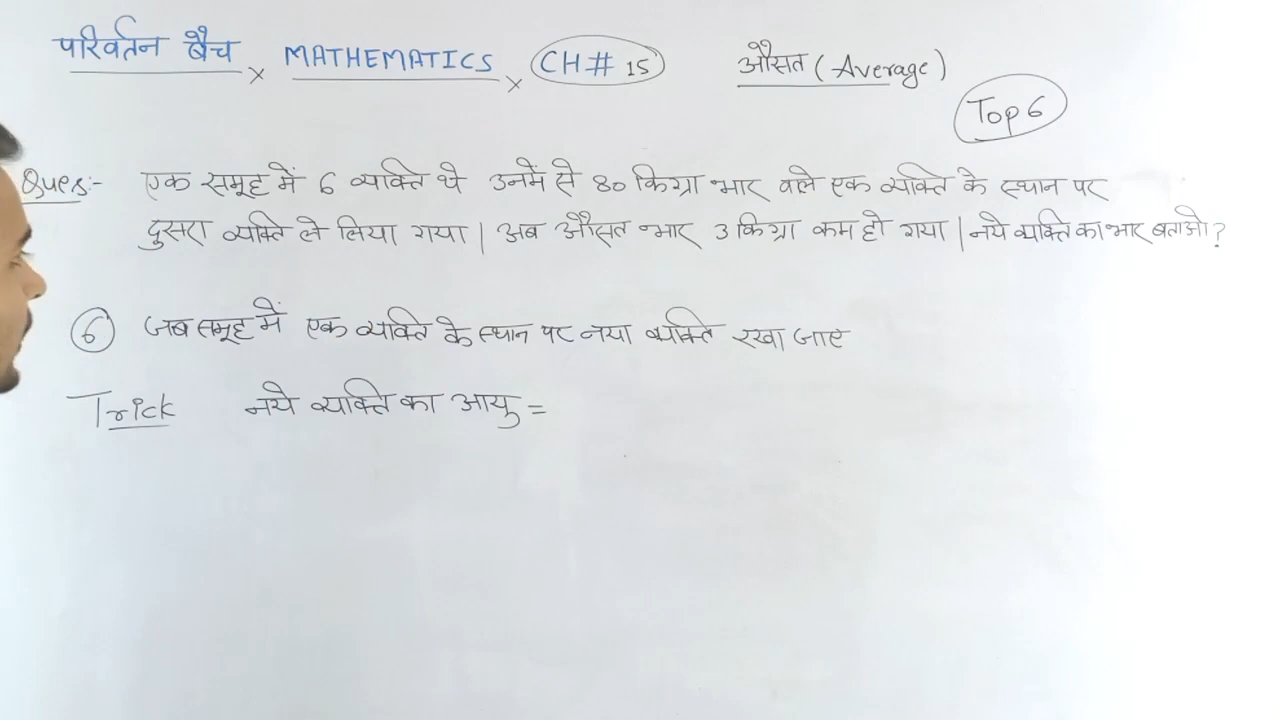 परिवर्तन बैच × MATHEMATICS × CH# 15 औसत (Average)
Top 6
Ques:- एक समूह में 6 व्यक्ति थे उनमें से 80 किग्रा भार वाले एक व्यक्ति के स्थान पर
दुसरा व्यक्ति ले लिया गया | अब औसत भार 3 किग्रा कम हो गया | नये व्यक्ति का भार बताओ ?
6 जब समूह में एक व्यक्ति के स्थान पर नया व्यक्ति रखा जाए
Trick नये व्यक्ति का आयु =